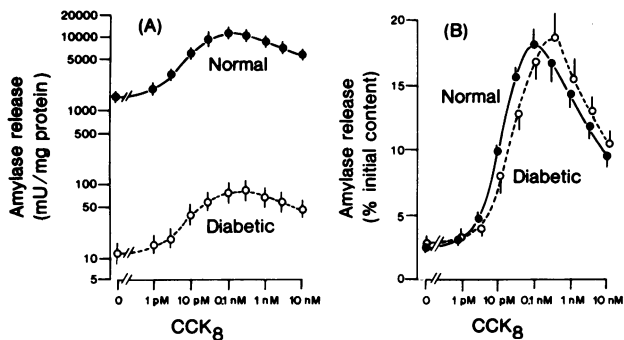 (A)
Amylase release
(mU/mg protein)
20000
10000
5000
1000
500
100
50
10
5
Normal
Diabetic
0
1 pM
10 pM
0.1 nM
1 nM
10 nM
CCK8
(B)
Amylase release
(% initial content)
20
15
10
5
0
Normal
Diabetic
0
1 pM
10 pM
0.1 nM
1 nM
10 nM
CCK8